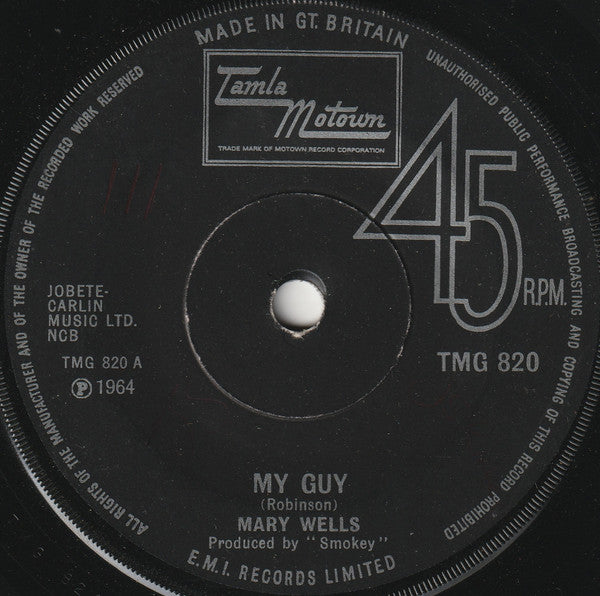 MADE IN GT. BRITAIN
UNAUTHORISED PUBLIC PERFORMANCE BROADCASTING AND COPYING OF THIS RECORD PROHIBITED
ALL RIGHTS OF THE MANUFACTURER AND OF THE OWNER OF THE RECORDED WORK RESERVED
Tamla
Motown
TRADE MARK OF MOTOWN RECORD CORPORATION
45
R.P.M.
JOBETE-
CARLIN
MUSIC LTD.
NCB
TMG 820 A
Ⓟ 1964
TMG 820
MY GUY
(Robinson)
MARY WELLS
Produced by "Smokey"
E.M.I. RECORDS LIMITED